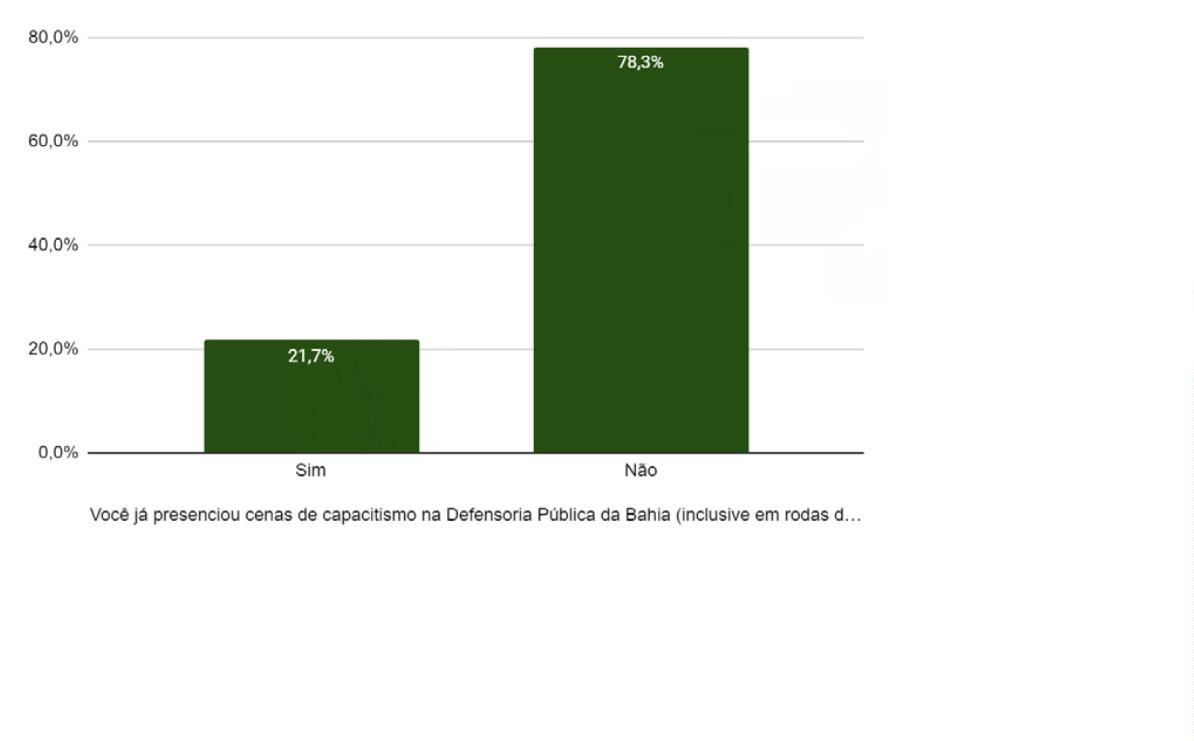 80,0%
78,3%
60,0%
40,0%
20,0%
21,7%
0,0%
Sim
Não
Você já presenciou cenas de capacitismo na Defensoria Pública da Bahia (inclusive em rodas d…